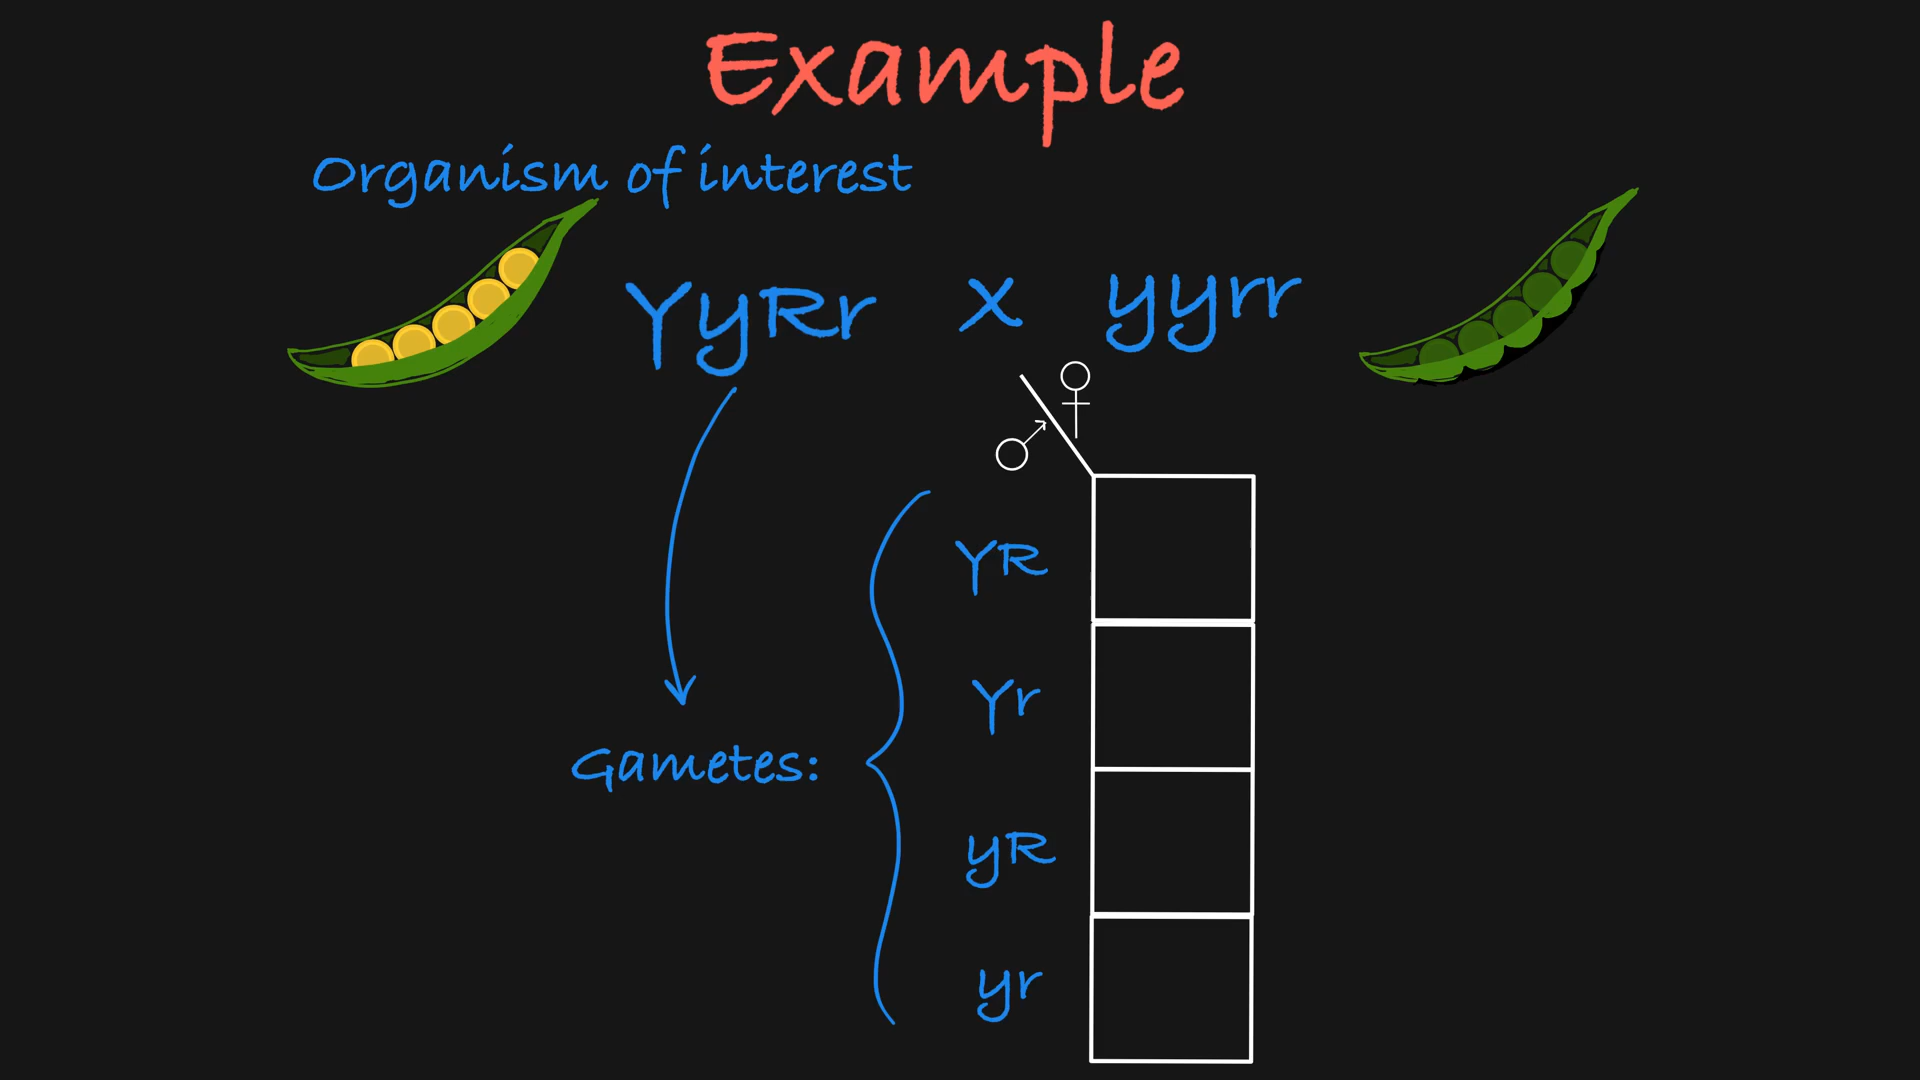 Example
Organism of interest
YyRr x yyrr
YR
Yr
Gametes:
yR
yr